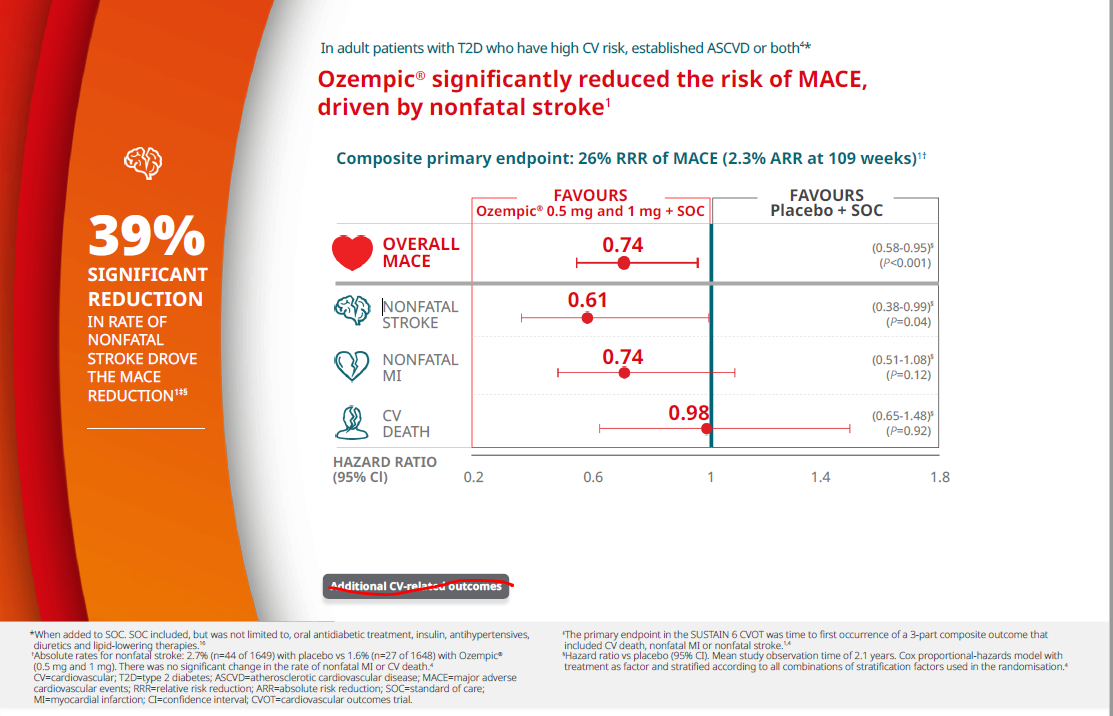 In adult patients with T2D who have high CV risk, established ASCVD or both⁴*
Ozempic® significantly reduced the risk of MACE,
driven by nonfatal stroke¹
Composite primary endpoint: 26% RRR of MACE (2.3% ARR at 109 weeks)¹‡
39%
SIGNIFICANT
REDUCTION
IN RATE OF
NONFATAL
STROKE DROVE
THE MACE
REDUCTION¹‡§
FAVOURS
Ozempic® 0.5 mg and 1 mg + SOC
FAVOURS
Placebo + SOC
OVERALL
MACE
0.74
(0.58-0.95)§
(P<0.001)
NONFATAL
STROKE
0.61
(0.38-0.99)§
(P=0.04)
NONFATAL
MI
0.74
(0.51-1.08)§
(P=0.12)
CV
DEATH
0.98
(0.65-1.48)§
(P=0.92)
HAZARD RATIO
(95% CI)
0.2 0.6 1 1.4 1.8
Additional CV-related outcomes
*When added to SOC. SOC included, but was not limited to, oral antidiabetic treatment, insulin, antihypertensives,
diuretics and lipid-lowering therapies.¹⁶
†Absolute rates for nonfatal stroke: 2.7% (n=44 of 1649) with placebo vs 1.6% (n=27 of 1648) with Ozempic®
(0.5 mg and 1 mg). There was no significant change in the rate of nonfatal MI or CV death.⁴
CV=cardiovascular; T2D=type 2 diabetes; ASCVD=atherosclerotic cardiovascular disease; MACE=major adverse
cardiovascular events; RRR=relative risk reduction; ARR=absolute risk reduction; SOC=standard of care;
MI=myocardial infarction; CI=confidence interval; CVOT=cardiovascular outcomes trial.
‡The primary endpoint in the SUSTAIN 6 CVOT was time to first occurrence of a 3-part composite outcome that
included CV death, nonfatal MI or nonfatal stroke.¹,⁴
§Hazard ratio vs placebo (95% CI). Mean study observation time of 2.1 years. Cox proportional-hazards model with
treatment as factor and stratified according to all combinations of stratification factors used in the randomisation.⁴